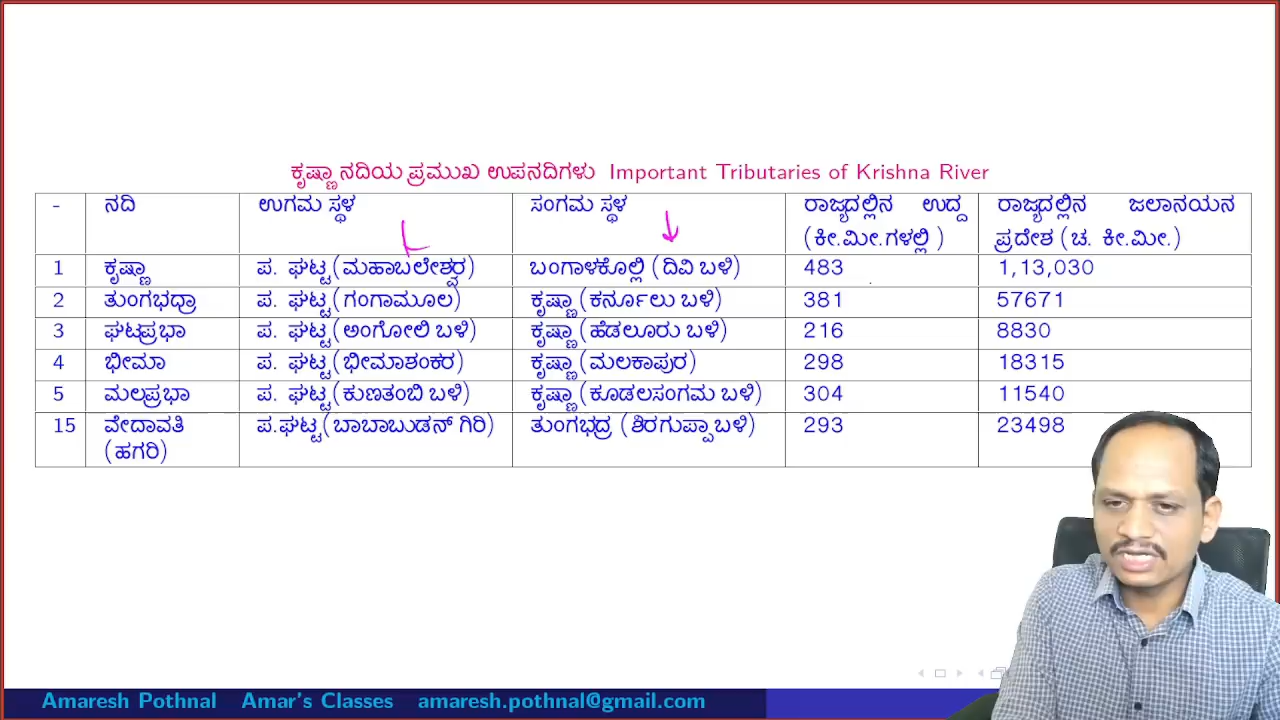 ಕೃಷ್ಣಾ ನದಿಯ ಪ್ರಮುಖ ಉಪನದಿಗಳು Important Tributaries of Krishna River
- ನದಿ ಉಗಮ ಸ್ಥಳ ಸಂಗಮ ಸ್ಥಳ ರಾಜ್ಯದಲ್ಲಿನ ಉದ್ದ ರಾಜ್ಯದಲ್ಲಿನ ಜಲಾನಯನ
(ಕೀ.ಮೀ.ಗಳಲ್ಲಿ ) ಪ್ರದೇಶ (ಚ. ಕೀ.ಮೀ.)
1 ಕೃಷ್ಣಾ ಪ. ಘಟ್ಟ(ಮಹಾಬಲೇಶ್ವರ) ಬಂಗಾಳಕೊಲ್ಲಿ (ದಿವಿ ಬಳಿ) 483 1,13,030
2 ತುಂಗಭದ್ರಾ ಪ. ಘಟ್ಟ(ಗಂಗಾಮೂಲ) ಕೃಷ್ಣಾ (ಕರ್ನೂಲು ಬಳಿ) 381 57671
3 ಘಟಪ್ರಭಾ ಪ. ಘಟ್ಟ(ಅಂಗೋಲಿ ಬಳಿ) ಕೃಷ್ಣಾ (ಹೆಡಲೂರು ಬಳಿ) 216 8830
4 ಭೀಮಾ ಪ. ಘಟ್ಟ(ಭೀಮಾಶಂಕರ) ಕೃಷ್ಣಾ (ಮಲಕಾಪುರ) 298 18315
5 ಮಲಪ್ರಭಾ ಪ. ಘಟ್ಟ(ಕುಣತಂಬಿ ಬಳಿ) ಕೃಷ್ಣಾ (ಕೂಡಲಸಂಗಮ ಬಳಿ) 304 11540
15 ವೇದಾವತಿ ಪ.ಘಟ್ಟ(ಬಾಬಾಬುಡನ್ ಗಿರಿ) ತುಂಗಭದ್ರ (ಶಿರಗುಪ್ಪಾ ಬಳಿ) 293 23498
(ಹಗರಿ)
Amaresh Pothnal Amar's Classes amaresh.pothnal@gmail.com